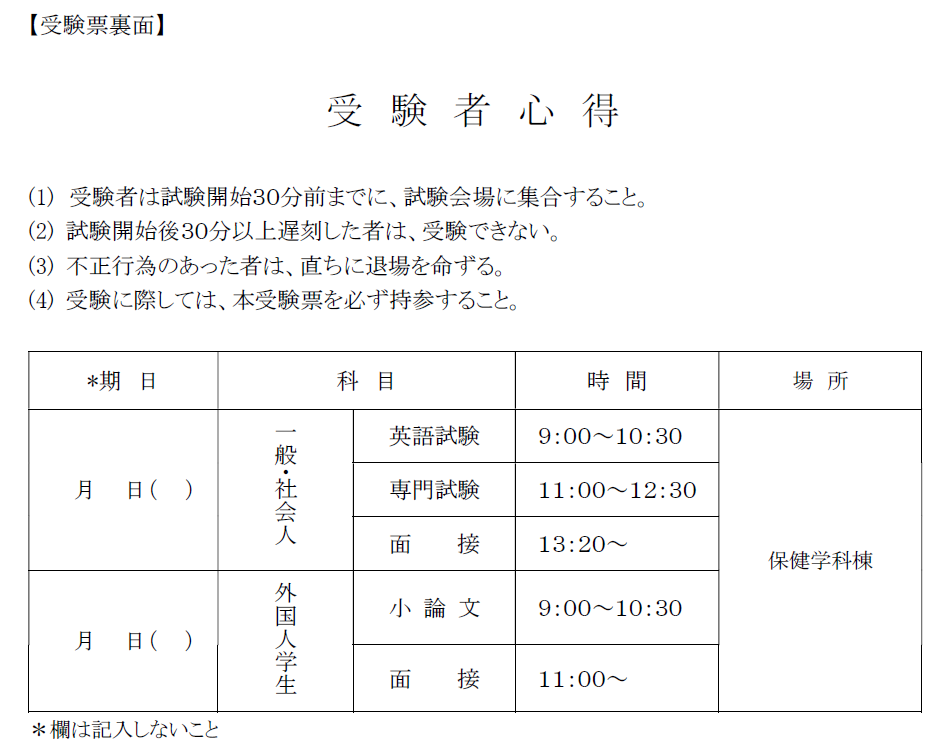 【受験票裏面】
受 験 者 心 得
(1) 受験者は試験開始30分前までに、試験会場に集合すること。
(2) 試験開始後30分以上遅刻した者は、受験できない。
(3) 不正行為のあった者は、直ちに退場を命ずる。
(4) 受験に際しては、本受験票を必ず持参すること。
*期 日 科 目 時 間 場 所
月 日( ) 一般・社会人 英語試験 9:00～10:30 保健学科棟
専門試験 11:00～12:30
面 接 13:20～
月 日( ) 外国人学生 小 論 文 9:00～10:30
面 接 11:00～
＊欄は記入しないこと